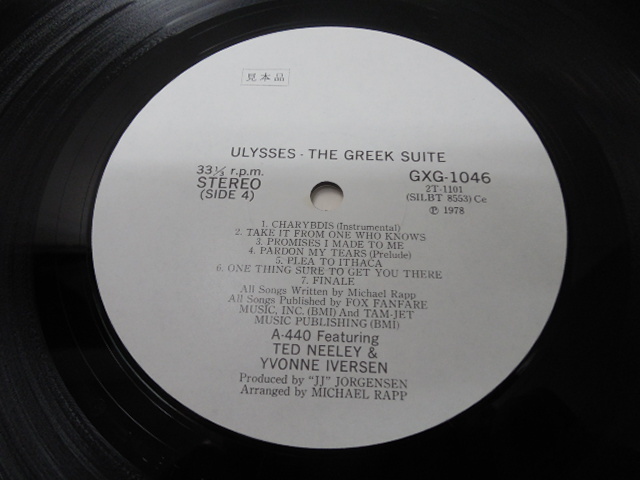 見本品
ULYSSES · THE GREEK SUITE
33⅓ r.p.m.
STEREO
(SIDE 4)
GXG-1046
2T-1101
(SILBT 8553) Ce
Ⓟ 1978
1. CHARYBDIS (Instrumental)
2. TAKE IT FROM ONE WHO KNOWS
3. PROMISES I MADE TO ME
4. PARDON MY TEARS (Prelude)
5. PLEA TO ITHACA
6. ONE THING SURE TO GET YOU THERE
7. FINALE
All Songs Written by Michael Rapp
All Songs Published by FOX FANFARE
MUSIC, INC. (BMI) And TAM-JET
MUSIC PUBLISHING (BMI)
A-440 Featuring
TED NEELEY &
YVONNE IVERSEN
Produced by "JJ" JORGENSEN
Arranged by MICHAEL RAPP